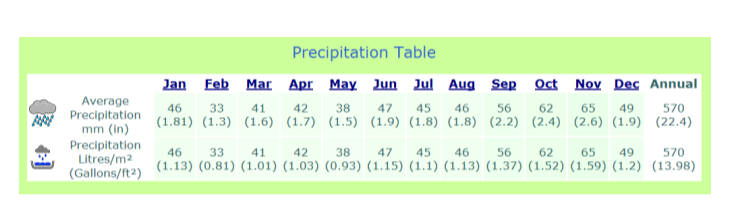 Precipitation Table
Jan Feb Mar Apr May Jun Jul Aug Sep Oct Nov Dec Annual
Average Precipitation mm (in) 46 (1.81) 33 (1.3) 41 (1.6) 42 (1.7) 38 (1.5) 47 (1.9) 45 (1.8) 46 (1.8) 56 (2.2) 62 (2.4) 65 (2.6) 49 (1.9) 570 (22.4)
Precipitation Litres/m² (Gallons/ft²) 46 (1.13) 33 (0.81) 41 (1.01) 42 (1.03) 38 (0.93) 47 (1.15) 45 (1.1) 46 (1.13) 56 (1.37) 62 (1.52) 65 (1.59) 49 (1.2) 570 (13.98)